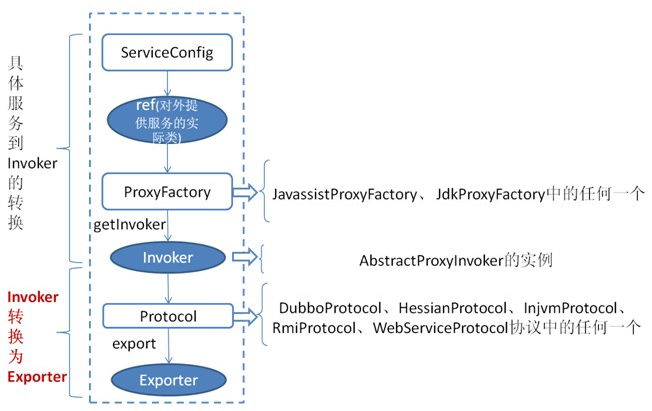 具
体
服
务
到
Invoker
的
转
换
ServiceConfig
ref(对外提
供服务的实
际类)
ProxyFactory
JavassistProxyFactory、JdkProxyFactory中的任何一个
getInvoker
Invoker
AbstractProxyInvoker的实例
Invoker
转
换
为
Exporter
Protocol
DubboProtocol、HessianProtocol、InjvmProtocol、
RmiProtocol、WebServiceProtocol协议中的任何一个
export
Exporter